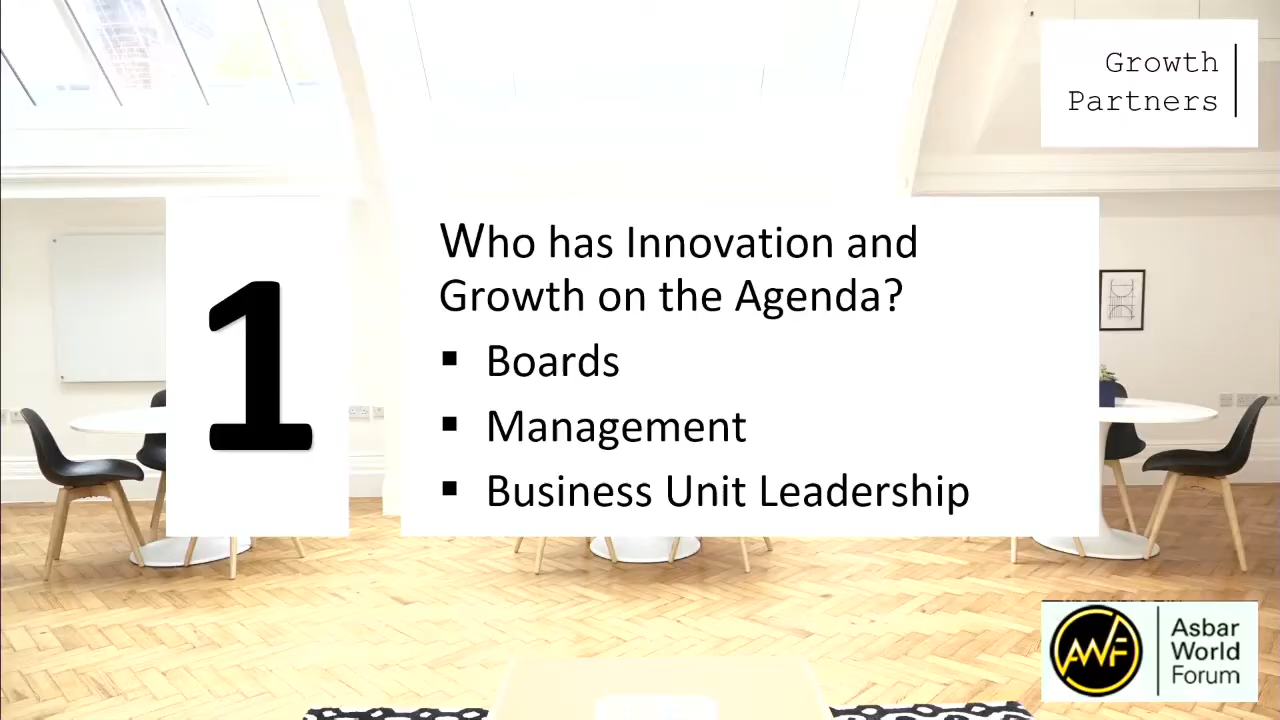 Growth
Partners
1
Who has Innovation and
Growth on the Agenda?
▪ Boards
▪ Management
▪ Business Unit Leadership
AWF
Asbar
World
Forum